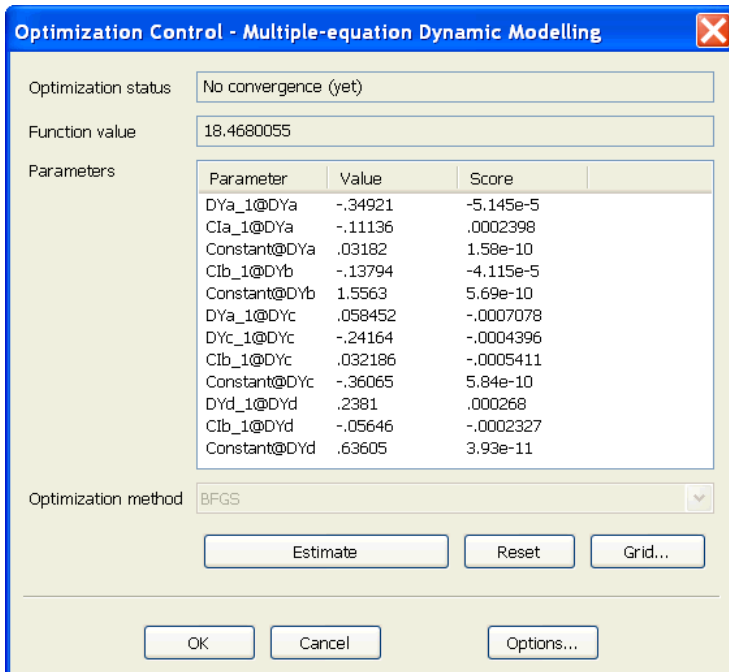 Optimization Control - Multiple-equation Dynamic Modelling
Optimization status No convergence (yet)
Function value 18.4680055
Parameters
Parameter Value Score
DYa_1@DYa -.34921 -5.145e-5
CIa_1@DYa -.11136 .0002398
Constant@DYa .03182 1.58e-10
CIb_1@DYb -.13794 -4.115e-5
Constant@DYb 1.5563 5.69e-10
DYa_1@DYc .058452 -.0007078
DYc_1@DYc -.24164 -.0004396
CIb_1@DYc .032186 -.0005411
Constant@DYc -.36065 5.84e-10
DYd_1@DYd .2381 .000268
CIb_1@DYd -.05646 -.0002327
Constant@DYd .63605 3.93e-11
Optimization method BFGS
Estimate Reset Grid...
OK Cancel Options...